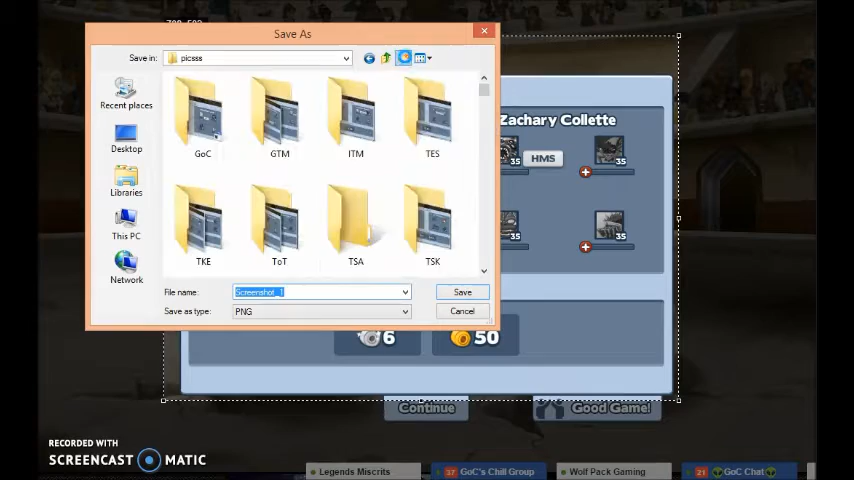 Save As
Save in:
picsss
Recent places
Desktop
Libraries
This PC
Network
GoC
GTM
ITM
TES
TKE
ToT
TSA
TSK
File name:
Screenshot_1
Save
Save as type:
PNG
Cancel
Zachary Collette
35
HMS
35
35
35
6
50
Continue
Good Game!
RECORDED WITH
SCREENCAST MATIC
Legends Miscrits
37 GoC's Chill Group
Wolf Pack Gaming
21 👽GoC Chat👽